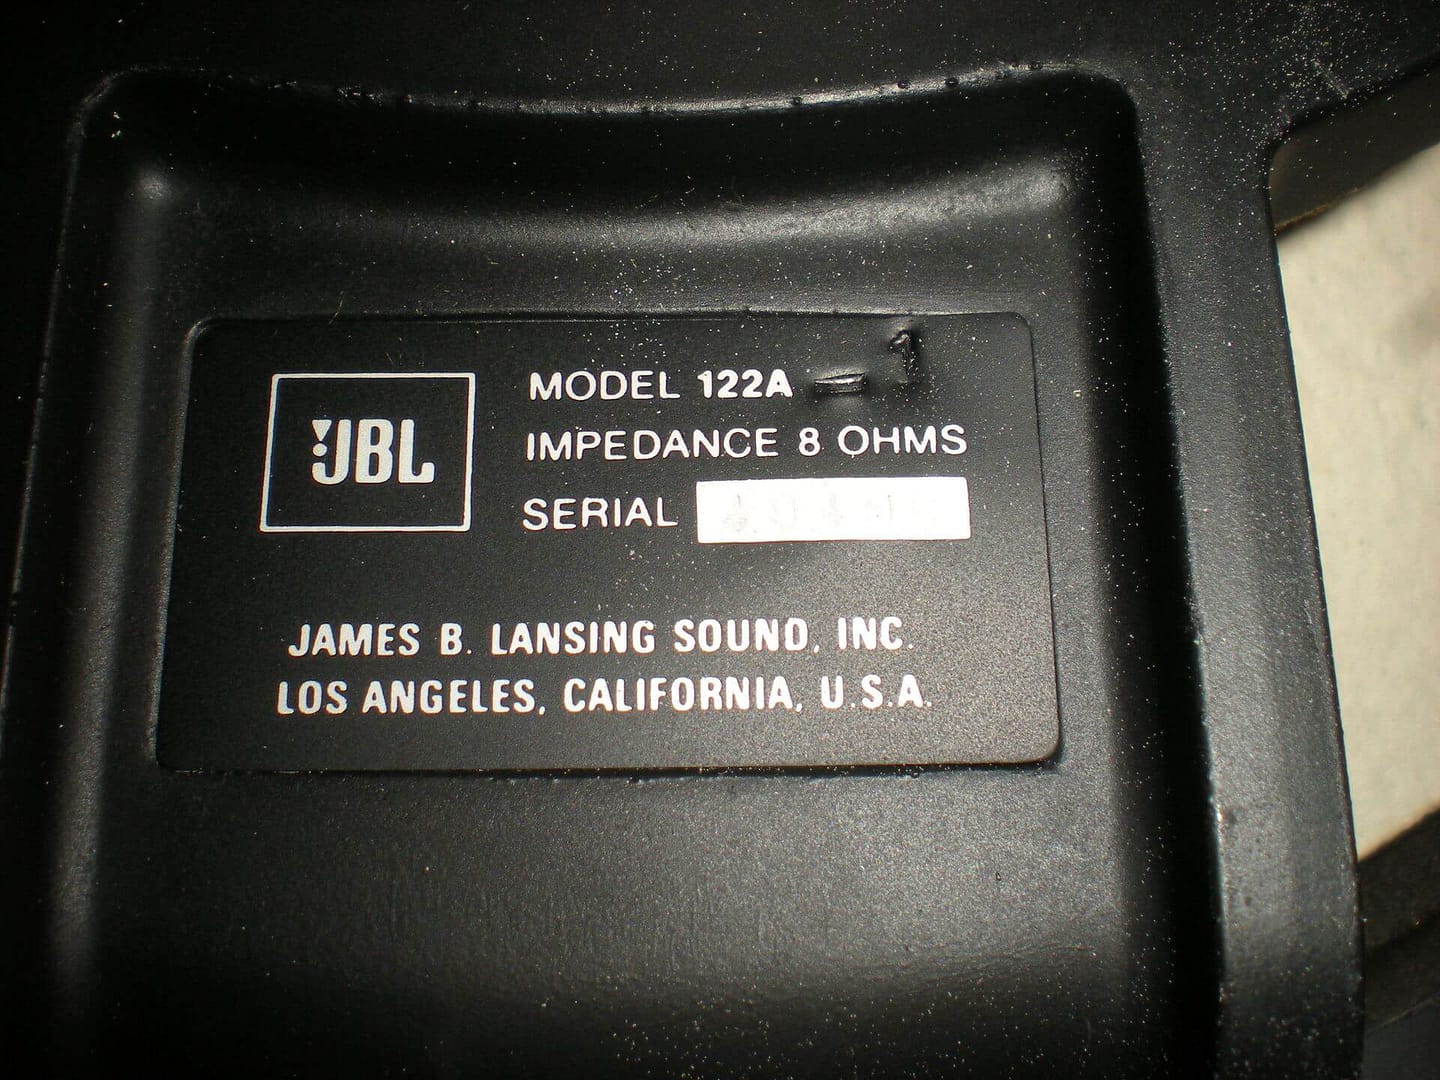 JBL
MODEL 122A - 1
IMPEDANCE 8 OHMS
SERIAL
JAMES B. LANSING SOUND, INC.
LOS ANGELES, CALIFORNIA, U.S.A.